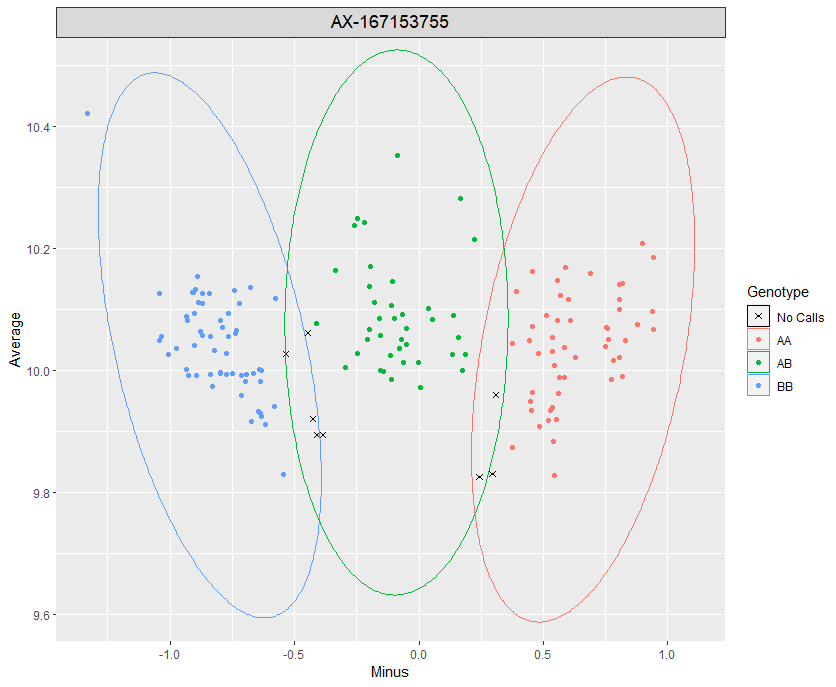 AX-167153755
10.4
10.2
10.0
9.8
9.6
Average
-1.0
-0.5
0.0
0.5
1.0
Minus
Genotype
No Calls
AA
AB
BB